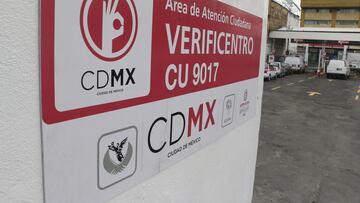 Área de Atención Ciudadana
VERIFICENTRO
CU 9017
CDMX
CIUDAD DE MÉXICO
CDMX
CIUDAD DE MÉXICO